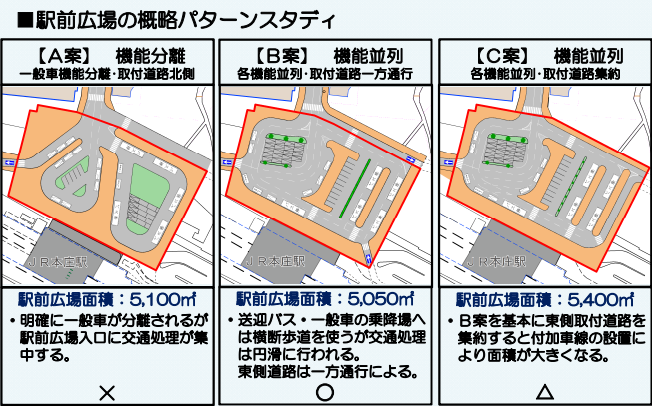 ■駅前広場の概略パターンスタディ
【A案】 機能分離
一般車機能分離・取付道路北側
JR本庄駅
駅前広場面積：5,100㎡
・明確に一般車が分離されるが
駅前広場入口に交通処理が集
中する。
×
【B案】 機能並列
各機能並列・取付道路一方通行
JR本庄駅
駅前広場面積：5,050㎡
・送迎バス・一般車の乗降場へ
は横断歩道を使うが交通処理
は円滑に行われる。
東側道路は一方通行による。
○
【C案】 機能並列
各機能並列・取付道路集約
JR本庄駅
駅前広場面積：5,400㎡
・B案を基本に東側取付道路を
集約すると付加車線の設置に
より面積が大きくなる。
△